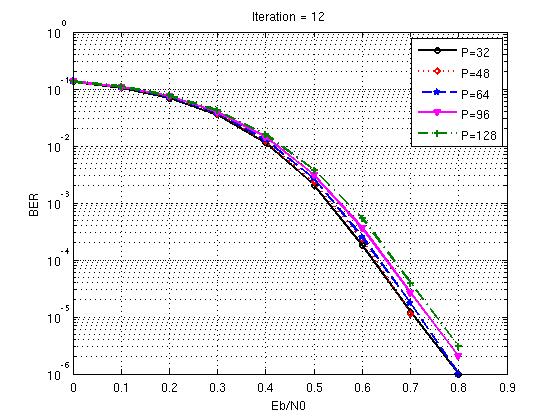 Iteration = 12
10^0
10^-1
10^-2
10^-3
10^-4
10^-5
10^-6
BER
P=32
P=48
P=64
P=96
P=128
0 0.1 0.2 0.3 0.4 0.5 0.6 0.7 0.8 0.9
Eb/N0